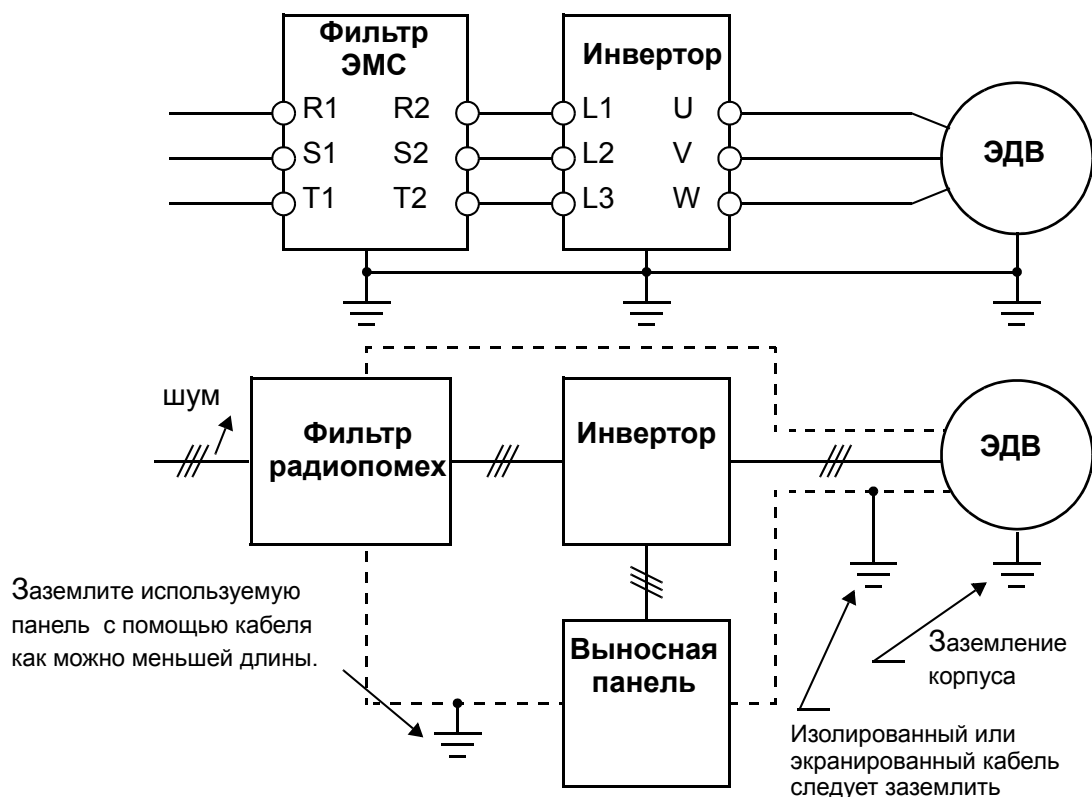 Фильтр
ЭМС
Инвертор
R1 R2 L1 U
S1 S2 L2 V
T1 T2 L3 W
ЭДВ
шум
Фильтр
радиопомех
Инвертор
ЭДВ
Заземлите используемую
панель с помощью кабеля
как можно меньшей длины.
Выносная
панель
Заземление
корпуса
Изолированный или
экранированный кабель
следует заземлить